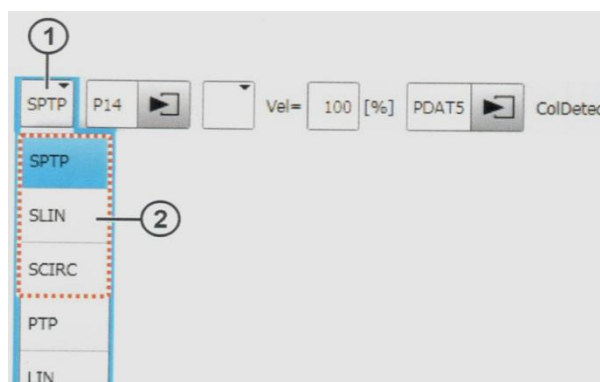 1
SPTP P14 Vel= 100 [%] PDAT5 ColDetec
SPTP
SLIN
2
SCIRC
PTP
LIN